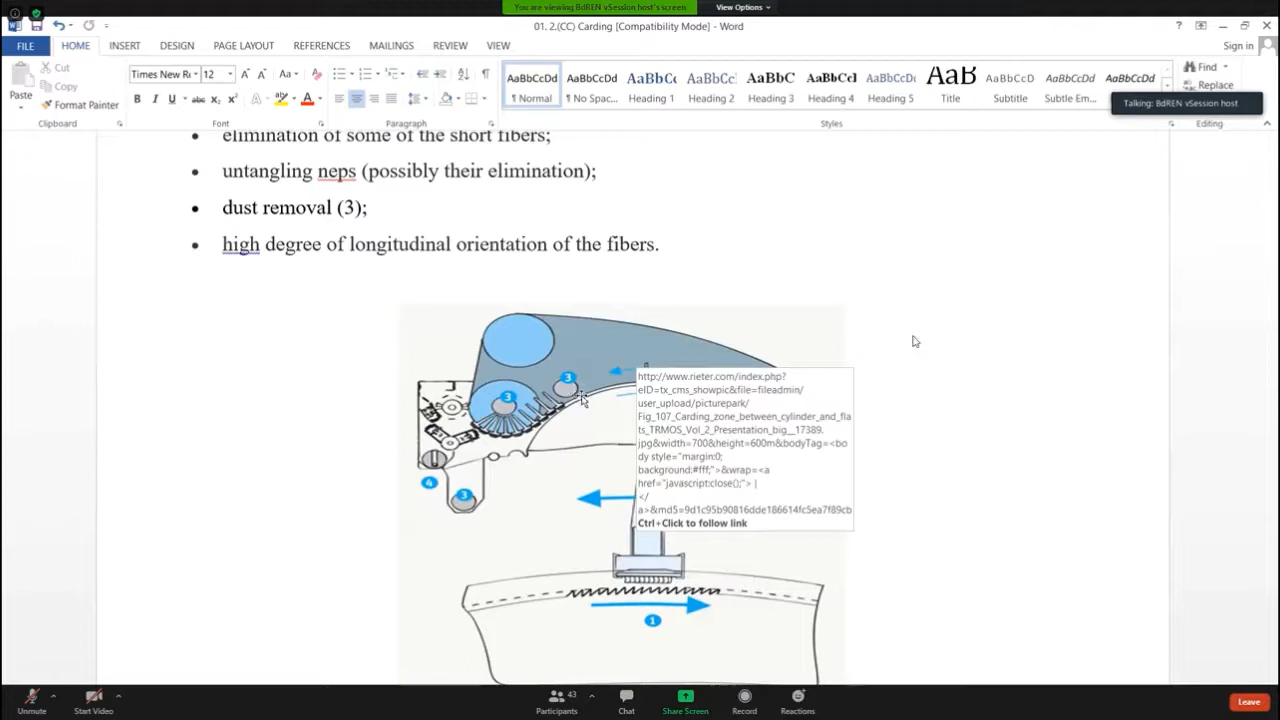 You are viewing BdREN vSession host's screen
View Options
01. 2.(CC) Carding [Compatibility Mode] - Word
FILE HOME INSERT DESIGN PAGE LAYOUT REFERENCES MAILINGS REVIEW VIEW
Sign in
Paste
Cut
Copy
Format Painter
Clipboard
Times New Ro 12
Font
Paragraph
AaBbCcDd AaBbCcDd AaBbCc AaBbCc AaBbC AaBbCcI AaBbCcDc AaB AaBbCcD AaBbCcDd AaBbCcDd
¶ Normal ¶ No Spac... Heading 1 Heading 2 Heading 3 Heading 4 Heading 5 Title Subtitle Subtle Em...
Styles
Find
Replace
Talking: BdREN vSession host
Editing
• elimination of some of the short fibers;
• untangling neps (possibly their elimination);
• dust removal (3);
• high degree of longitudinal orientation of the fibers.
3
3
4
3
1
http://www.rieter.com/index.php?
eID=tx_cms_showpic&file=fileadmin/
user_upload/picturepark/
Fig_107_Carding_zone_between_cylinder_and_fla
ts_TRMOS_Vol_2_Presentation_big__17389.
jpg&width=700&height=600m&bodyTag=<bo
dy style="margin:0;
background:#fff;">&wrap=<a
href="javascript:close();"> |
</
a>&md5=9d1c95b90816dde186614fc5ea7f89cb
Ctrl+Click to follow link
Unmute
Start Video
43
Participants
Chat
Share Screen
Record
Reactions
Leave